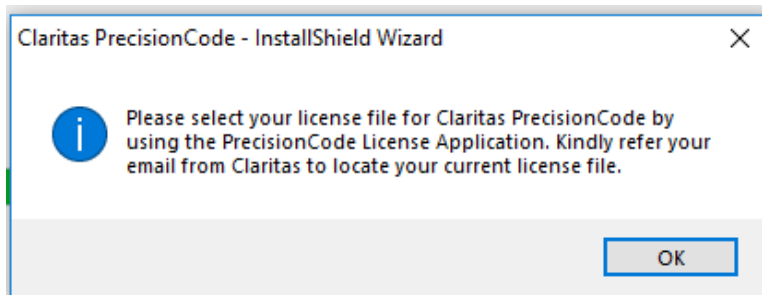 Claritas PrecisionCode - InstallShield Wizard
Please select your license file for Claritas PrecisionCode by
using the PrecisionCode License Application. Kindly refer your
email from Claritas to locate your current license file.
OK